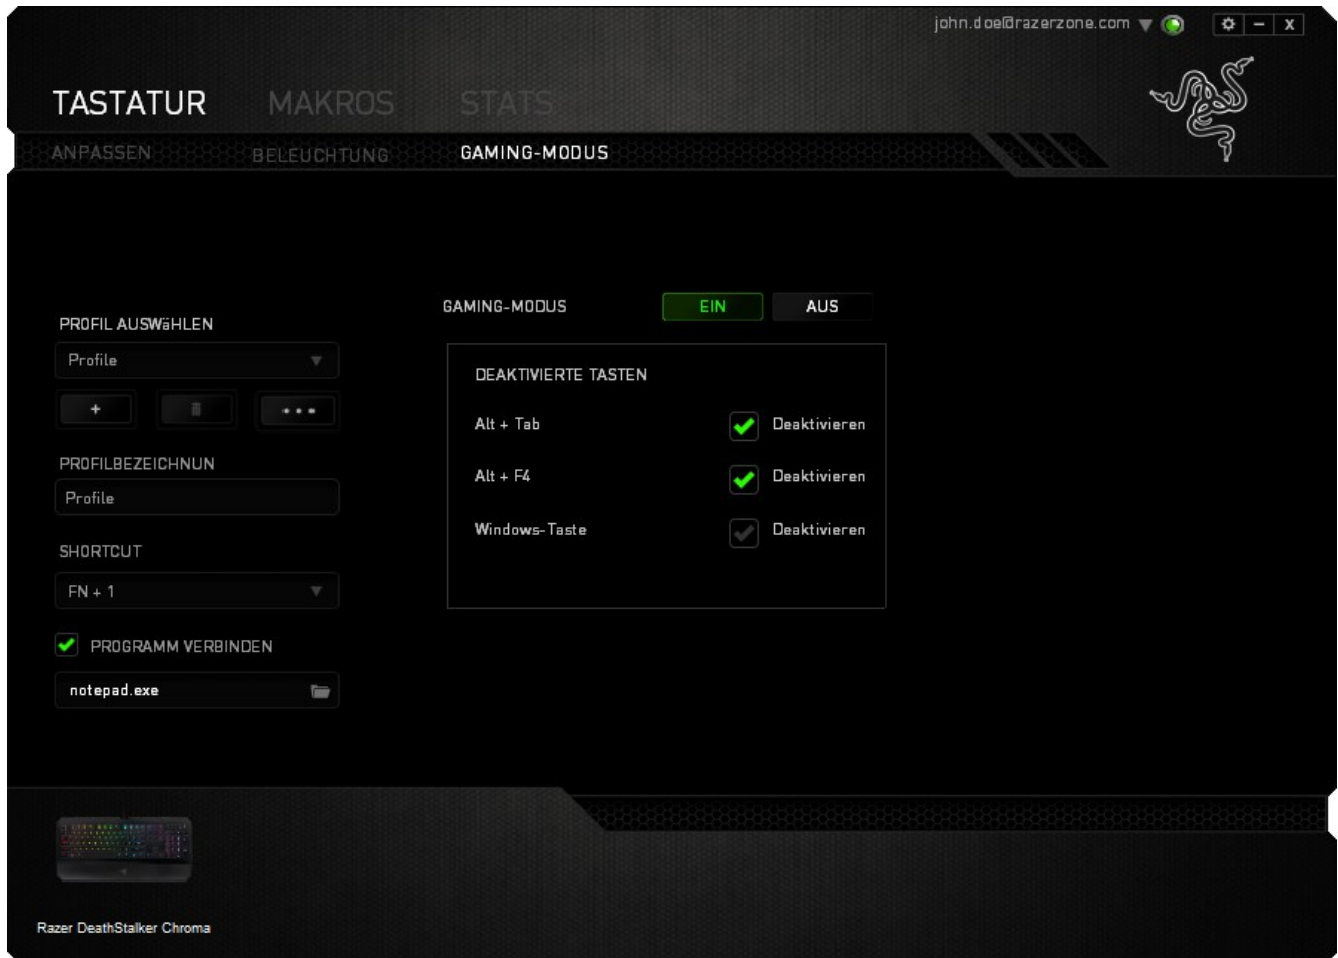 john.doe@razerzone.com
X
TASTATUR MAKROS STATS
ANPASSEN BELEUCHTUNG GAMING-MODUS
GAMING-MODUS EIN AUS
PROFIL AUSWäHLEN
Profile
+
PROFILBEZEICHNUN
Profile
SHORTCUT
FN + 1
PROGRAMM VERBINDEN
notepad.exe
DEAKTIVIERTE TASTEN
Alt + Tab Deaktivieren
Alt + F4 Deaktivieren
Windows-Taste Deaktivieren
Razer DeathStalker Chroma